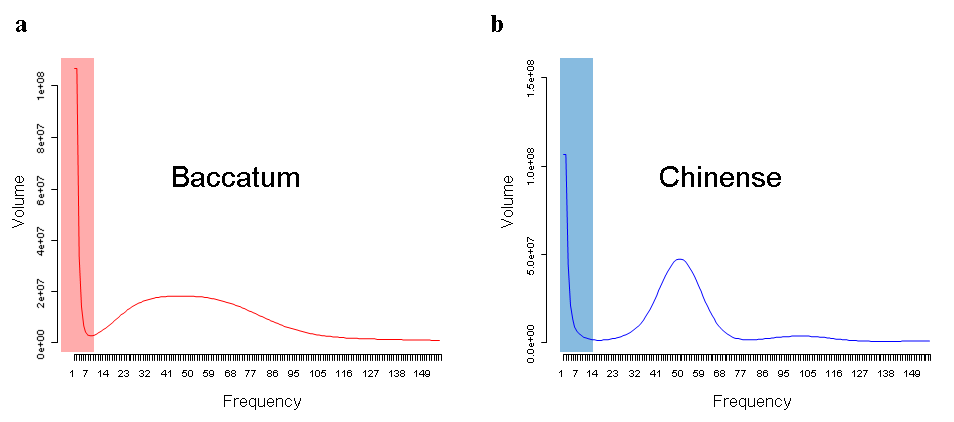 a
b
Baccatum
Chinense
Volume
0e+00 2e+07 4e+07 6e+07 8e+07 1e+08
1 7 14 23 32 41 50 59 68 77 86 95 105 116 127 138 149
Frequency
Volume
0.0e+00 5.0e+07 1.0e+08 1.5e+08
1 7 14 23 32 41 50 59 68 77 86 95 105 116 127 138 149
Frequency